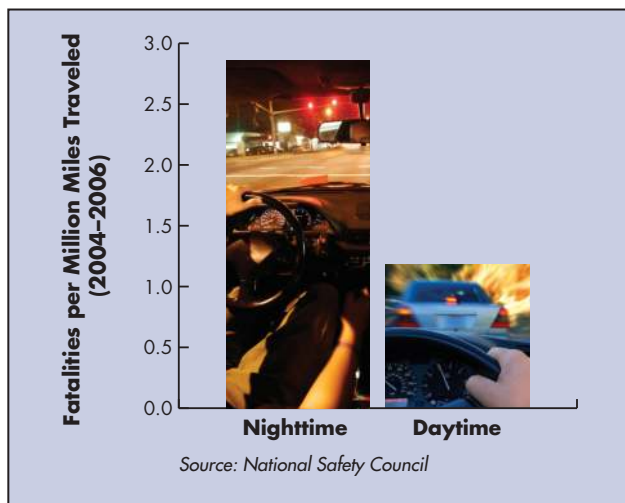 Fatalities per Million Miles Traveled
(2004–2006)
3.0
2.5
2.0
1.5
1.0
0.5
0.0
Nighttime
Daytime
Source: National Safety Council